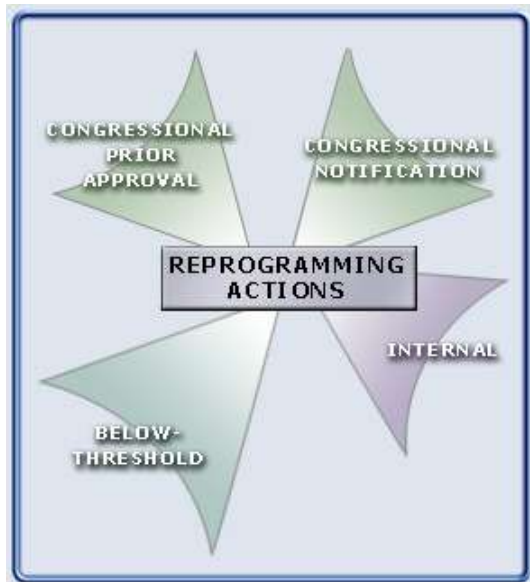 CONGRESSIONAL
PRIOR
APPROVAL
CONGRESSIONAL
NOTIFICATION
REPROGRAMMING
ACTIONS
INTERNAL
BELOW-
THRESHOLD